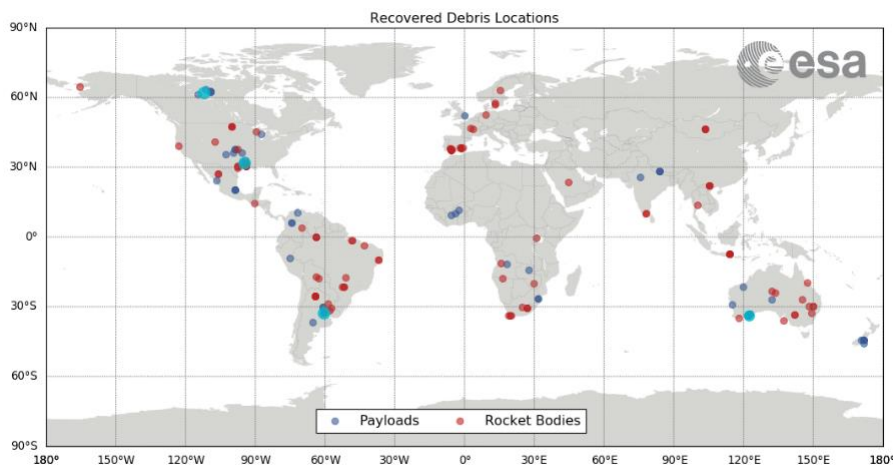 Recovered Debris Locations
90°N
esa
60°N
30°N
0°
30°S
60°S
Payloads
Rocket Bodies
90°S
180° 150°W 120°W 90°W 60°W 30°W 0° 30°E 60°E 90°E 120°E 150°E 180°